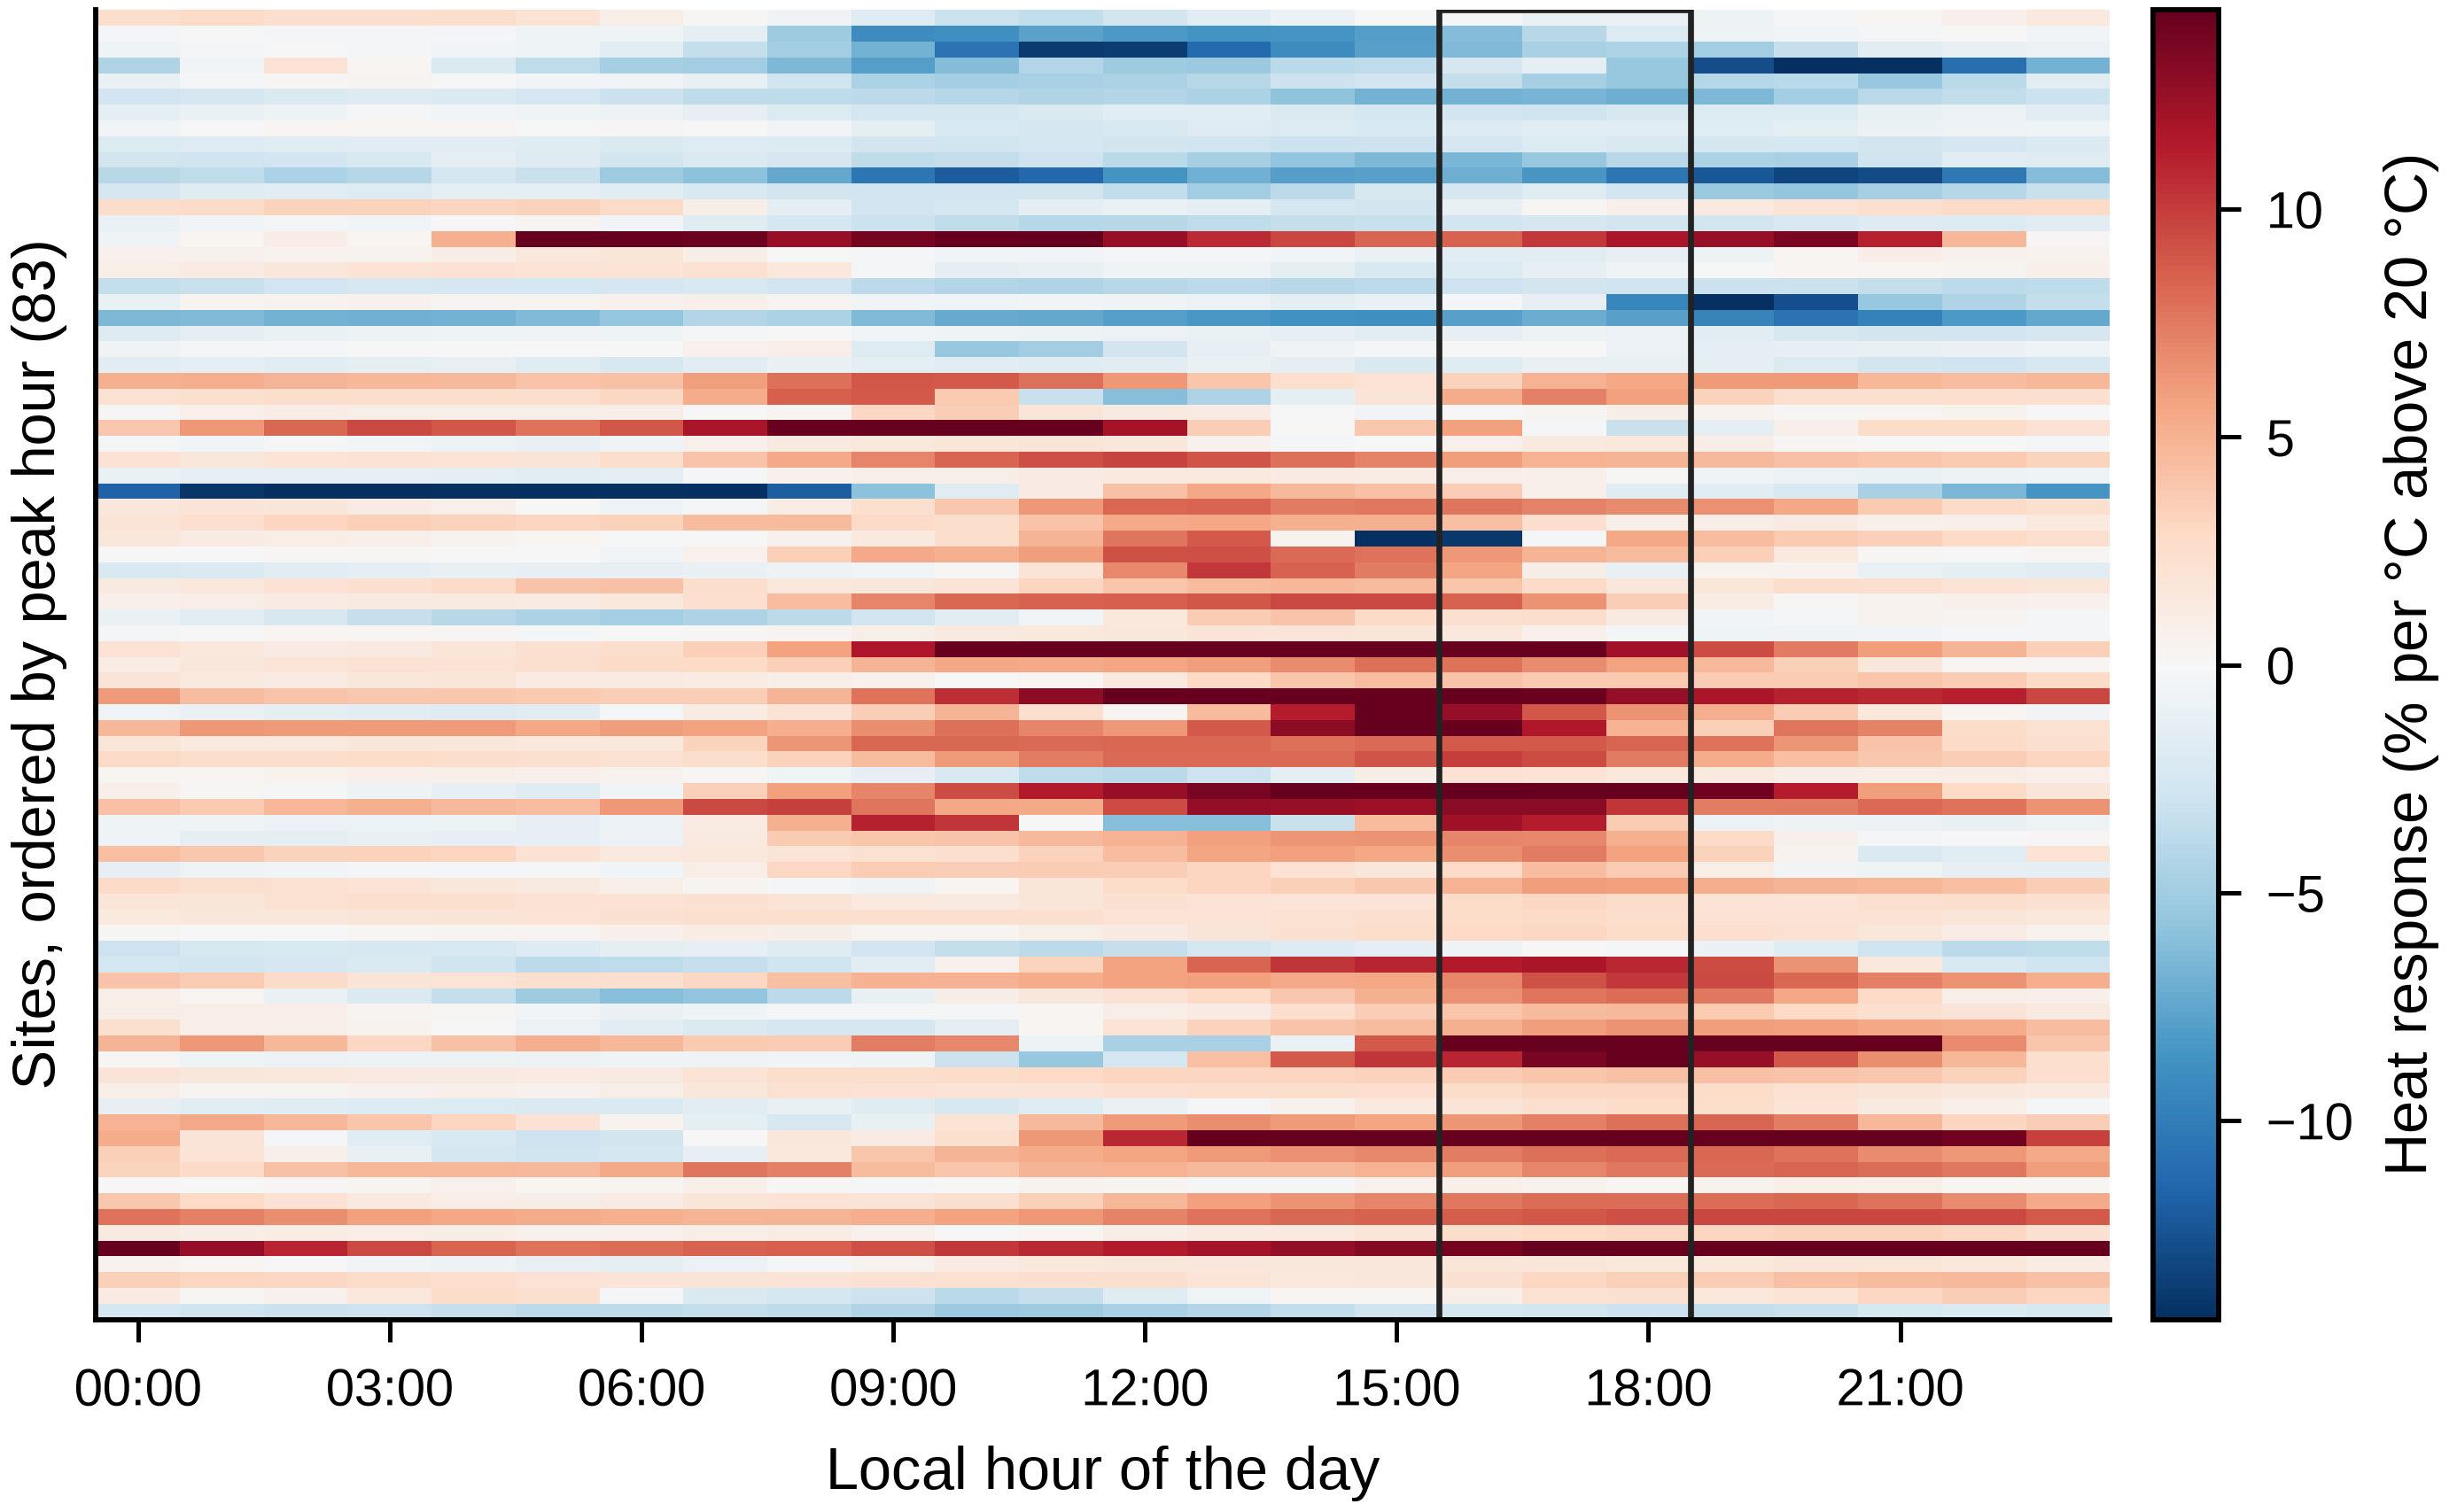 Sites, ordered by peak hour (83)
00:00 03:00 06:00 09:00 12:00 15:00 18:00 21:00
Local hour of the day
10
5
0
−5
−10
Heat response (% per °C above 20 °C)